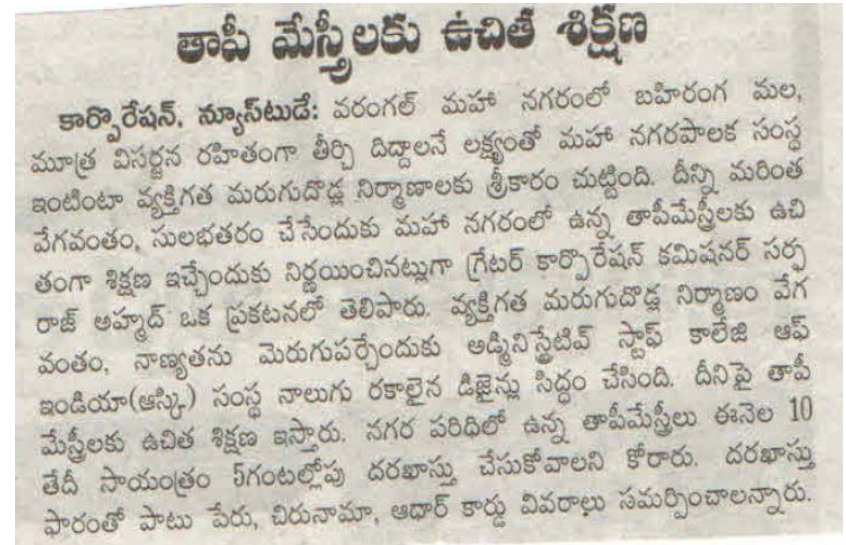 తాపీ మేస్త్రీలకు ఉచిత శిక్షణ
కార్పొరేషన్, న్యూస్‌టుడే: వరంగల్ మహా నగరంలో బహిరంగ మల,
మూత్ర విసర్జన రహితంగా తీర్చి దిద్దాలనే లక్ష్యంతో మహా నగరపాలక సంస్థ
ఇంటింటా వ్యక్తిగత మరుగుదొడ్ల నిర్మాణాలకు శ్రీకారం చుట్టింది. దీన్ని మరింత
వేగవంతం, సులభతరం చేసేందుకు మహా నగరంలో ఉన్న తాపీమేస్త్రీలకు ఉచి
తంగా శిక్షణ ఇచ్చేందుకు నిర్ణయించినట్లుగా గ్రేటర్ కార్పొరేషన్ కమిషనర్ సర్ఫ
రాజ్ అహ్మద్ ఒక ప్రకటనలో తెలిపారు. వ్యక్తిగత మరుగుదొడ్ల నిర్మాణం వేగ
వంతం, నాణ్యతను మెరుగుపర్చేందుకు అడ్మినిస్ట్రేటివ్ స్టాఫ్ కాలేజి ఆఫ్
ఇండియా(ఆస్కి) సంస్థ నాలుగు రకాలైన డిజైన్లు సిద్ధం చేసింది. దీనిపై తాపీ
మేస్త్రీలకు ఉచిత శిక్షణ ఇస్తారు. నగర పరిధిలో ఉన్న తాపీమేస్త్రీలు ఈనెల 10
తేదీ సాయంత్రం 5గంటల్లోపు దరఖాస్తు చేసుకోవాలని కోరారు. దరఖాస్తు
ఫారంతో పాటు పేరు, చిరునామా, ఆధార్ కార్డు వివరాలు సమర్పించాలన్నారు.